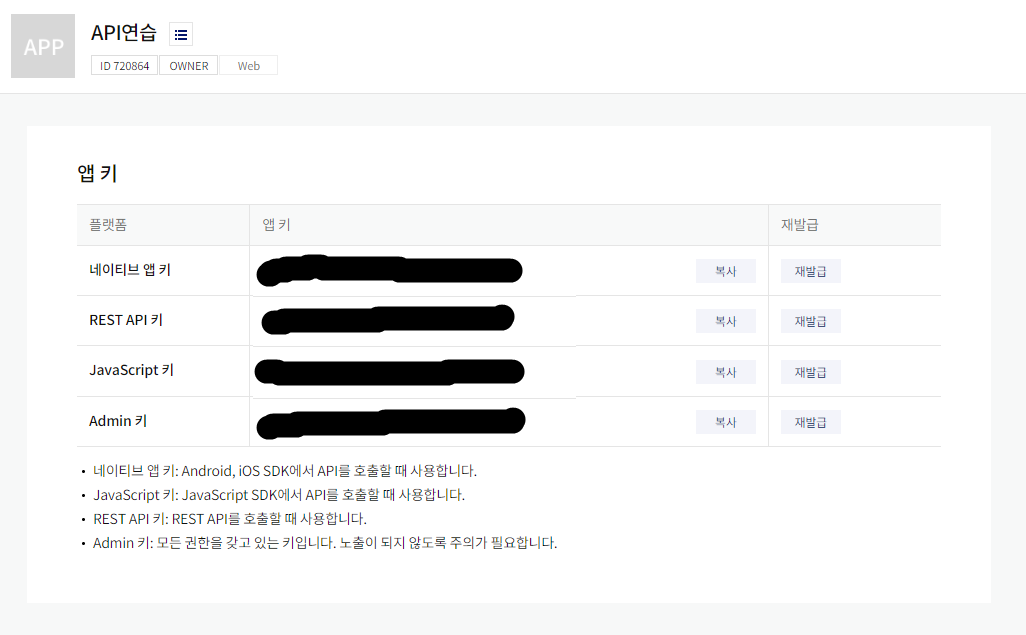 APP
API연습
ID 720864 OWNER Web
앱 키
플랫폼 앱 키 재발급
네이티브 앱 키 복사 재발급
REST API 키 복사 재발급
JavaScript 키 복사 재발급
Admin 키 복사 재발급
• 네이티브 앱 키: Android, iOS SDK에서 API를 호출할 때 사용합니다.
• JavaScript 키: JavaScript SDK에서 API를 호출할 때 사용합니다.
• REST API 키: REST API를 호출할 때 사용합니다.
• Admin 키: 모든 권한을 갖고 있는 키입니다. 노출이 되지 않도록 주의가 필요합니다.